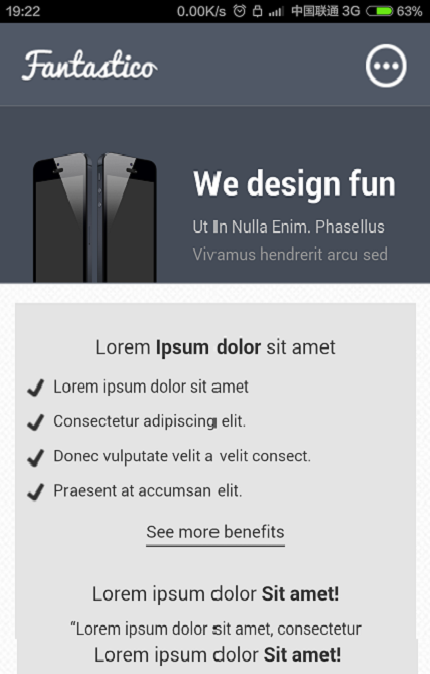 19:22 0.00K/s 中国联通 3G 63%
Fantastico
We design fun
Ut In Nulla Enim. Phasellus
Vivamus hendrerit arcu sed
Lorem Ipsum dolor sit amet
Lorem ipsum dolor sit amet
Consectetur adipiscing elit.
Donec vulputate velit a velit consect.
Praesent at accumsan elit.
See more benefits
Lorem ipsum dolor Sit amet!
“Lorem ipsum dolor sit amet, consectetur
Lorem ipsum dolor Sit amet!